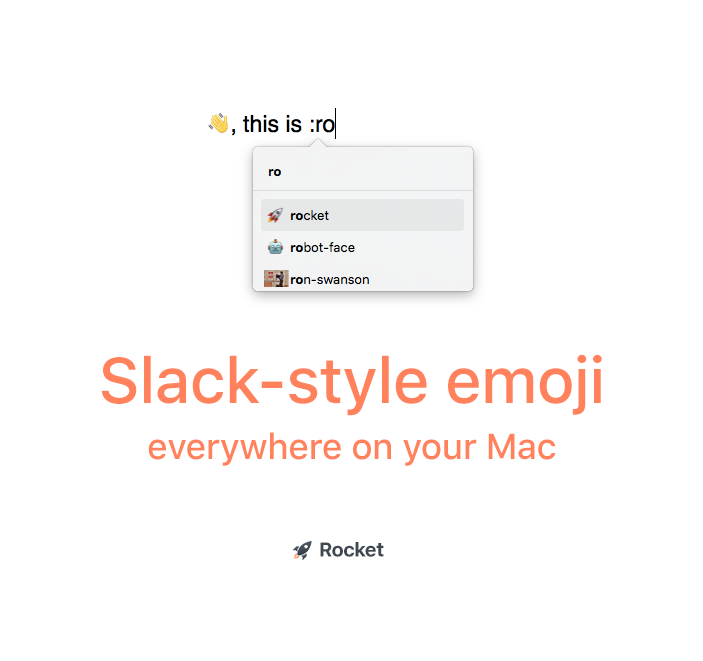 👋, this is :ro
ro
rocket
robot-face
ron-swanson
Slack-style emoji
everywhere on your Mac
Rocket